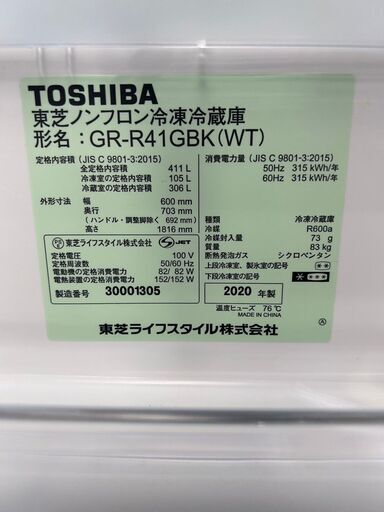 TOSHIBA
東芝ノンフロン冷凍冷蔵庫
形名：GR-R41GBK(WT)
定格内容積 (JIS C 9801-3:2015)
全定格内容積 411 L
冷凍室の定格内容積 105 L
冷蔵室の定格内容積 306 L
外形寸法 幅 600 mm
奥行 703 mm
(ハンドル・調整脚除く 692 mm)
高さ 1816 mm
東芝ライフスタイル株式会社 JET
定格電圧 100 V
定格周波数 50/60 Hz
電動機の定格消費電力 82/ 82 W
電熱装置の定格消費電力 152/152 W
製造番号 30001305
消費電力量 (JIS C 9801-3:2015)
50Hz 315 kWh/年
60Hz 315 kWh/年
種類 冷凍冷蔵庫
冷媒 R600a
冷媒封入量 73 g
質量 83 kg
断熱発泡ガス シクロペンタン
上段冷凍室、製氷室の記号 **
下段冷凍室の記号 * ***
2020 年製
温度ヒューズ 76℃
MADE IN CHINA
東芝ライフスタイル株式会社
Ⓐ